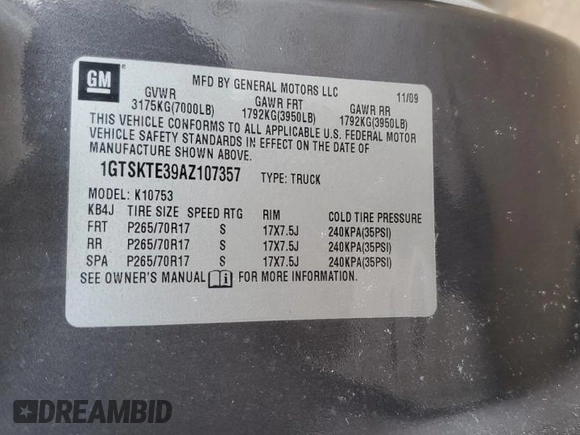 GM
MFD BY GENERAL MOTORS LLC 11/09
GVWR GAWR FRT GAWR RR
3175KG(7000LB) 1792KG(3950LB) 1792KG(3950LB)
THIS VEHICLE CONFORMS TO ALL APPLICABLE U.S. FEDERAL MOTOR
VEHICLE SAFETY STANDARDS IN EFFECT ON THE DATE OF
MANUFACTURE SHOWN ABOVE.
1GTSKTE39AZ107357 TYPE: TRUCK
MODEL: K10753
KB4J TIRE SIZE SPEED RTG RIM COLD TIRE PRESSURE
FRT P265/70R17 S 17X7.5J 240KPA(35PSI)
RR P265/70R17 S 17X7.5J 240KPA(35PSI)
SPA P265/70R17 S 17X7.5J 240KPA(35PSI)
SEE OWNER'S MANUAL FOR MORE INFORMATION.
DREAMBID